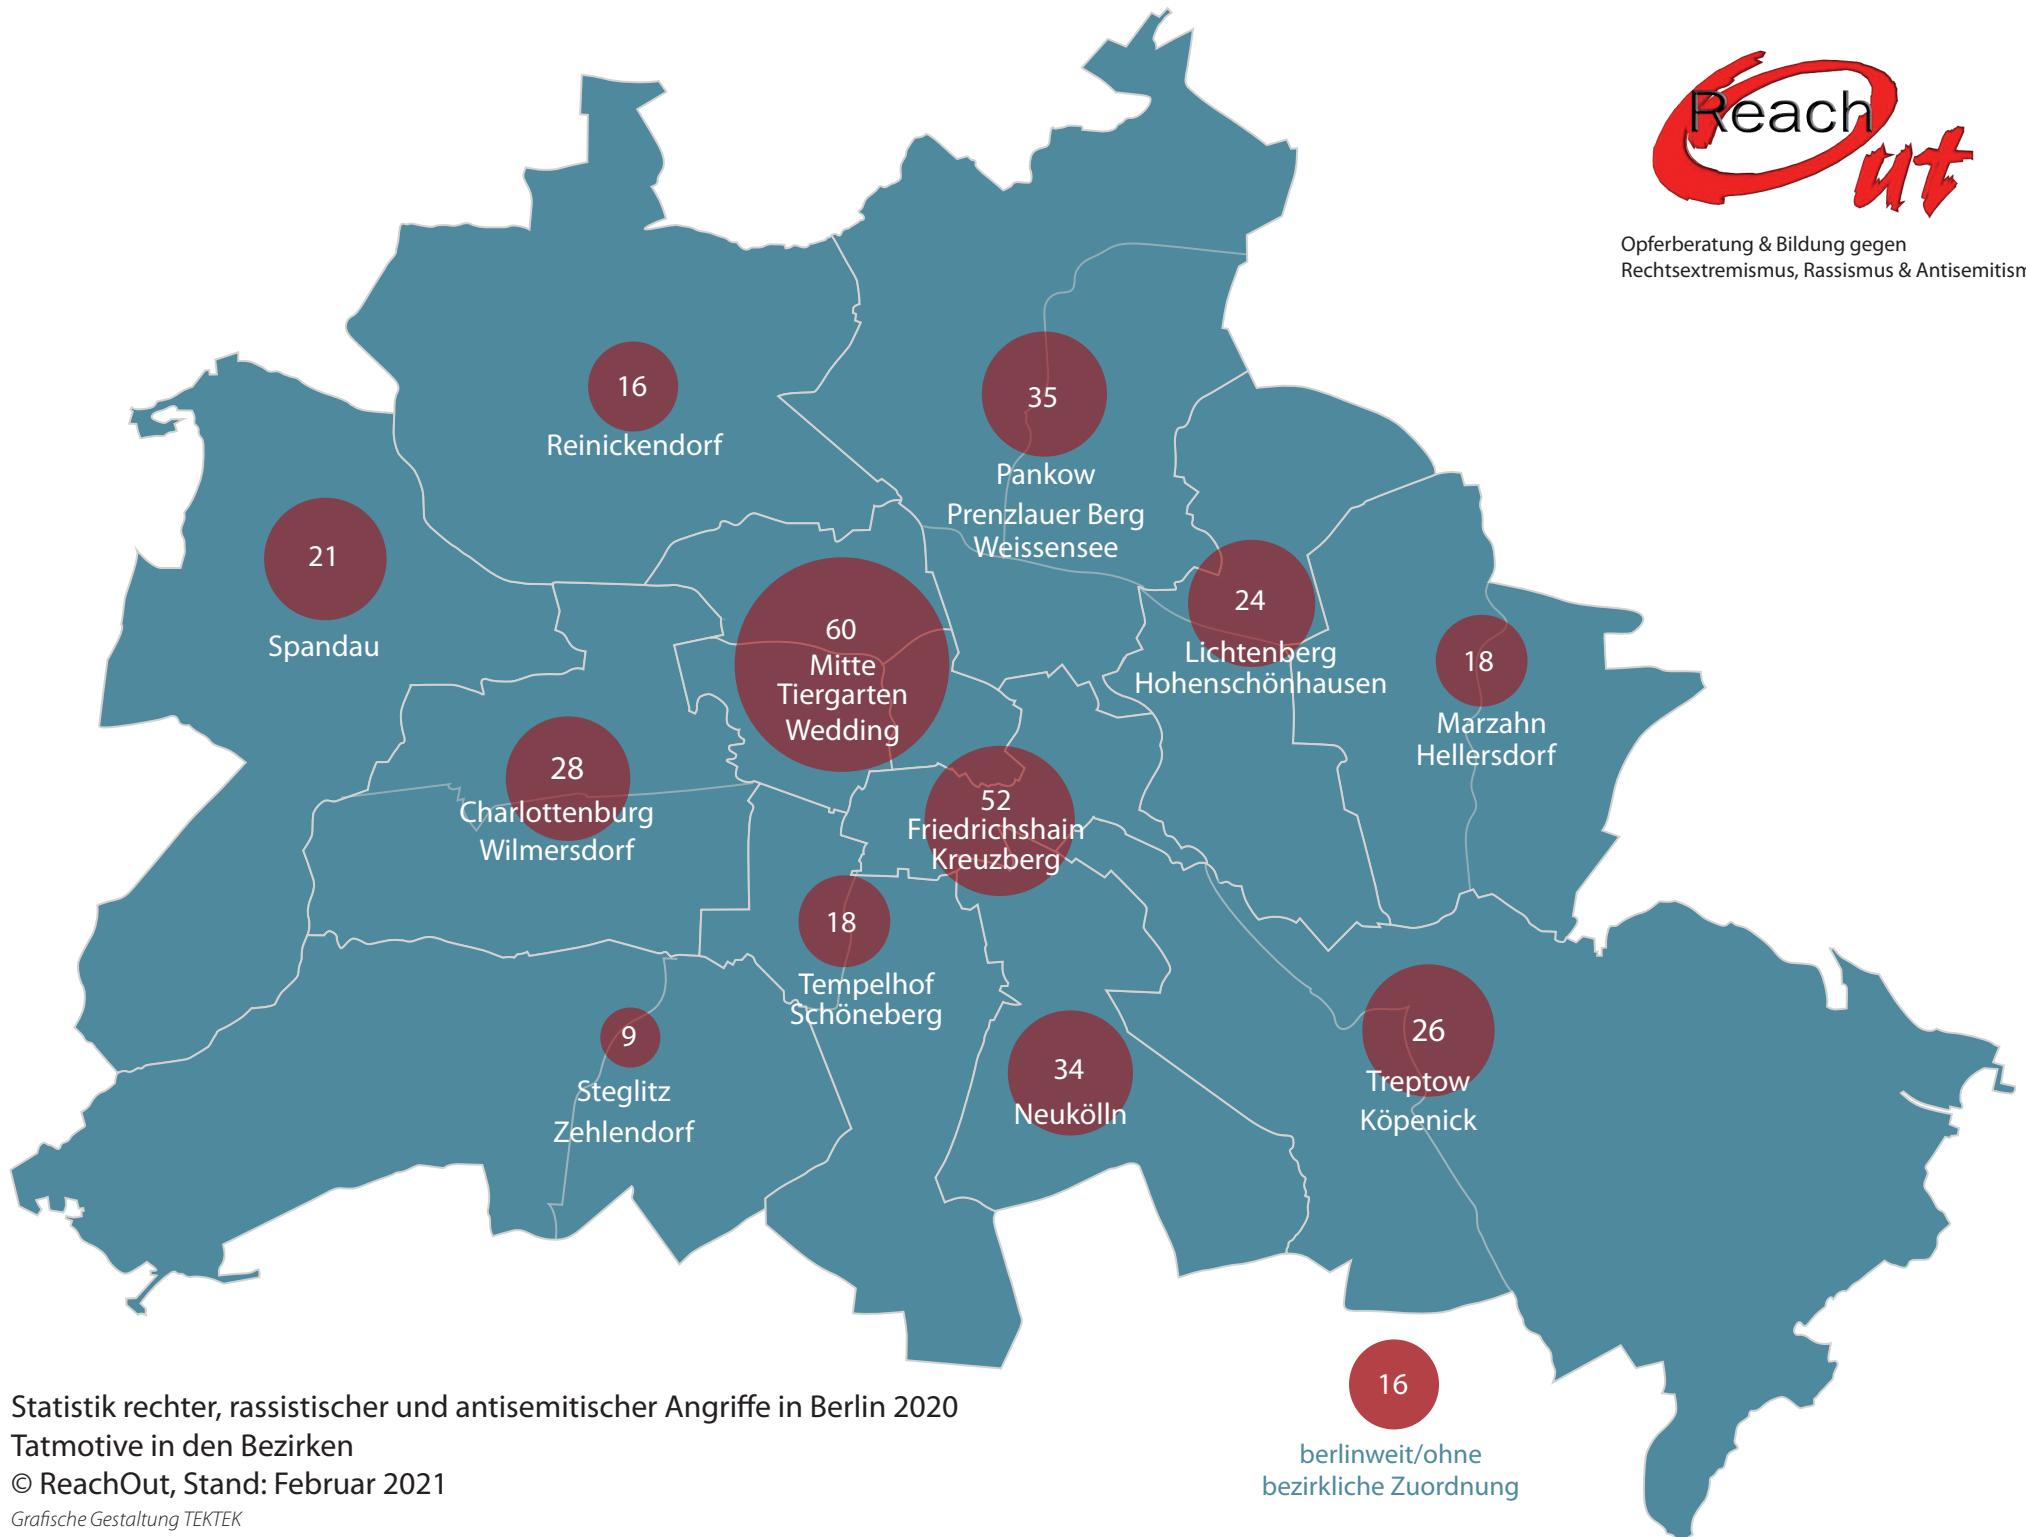 Reach
Out
Opferberatung & Bildung gegen
Rechtsextremismus, Rassismus & Antisemitism
16
Reinickendorf
35
Pankow
Prenzlauer Berg
Weissensee
21
Spandau
60
Mitte
Tiergarten
Wedding
24
Lichtenberg
Hohenschönhausen
18
Marzahn
Hellersdorf
28
Charlottenburg
Wilmersdorf
52
Friedrichshain
Kreuzberg
18
Tempelhof
Schöneberg
9
Steglitz
Zehlendorf
34
Neukölln
26
Treptow
Köpenick
16
berlinweit/ohne
bezirkliche Zuordnung
Statistik rechter, rassistischer und antisemitischer Angriffe in Berlin 2020
Tatmotive in den Bezirken
© ReachOut, Stand: Februar 2021
Grafische Gestaltung TEKTEK